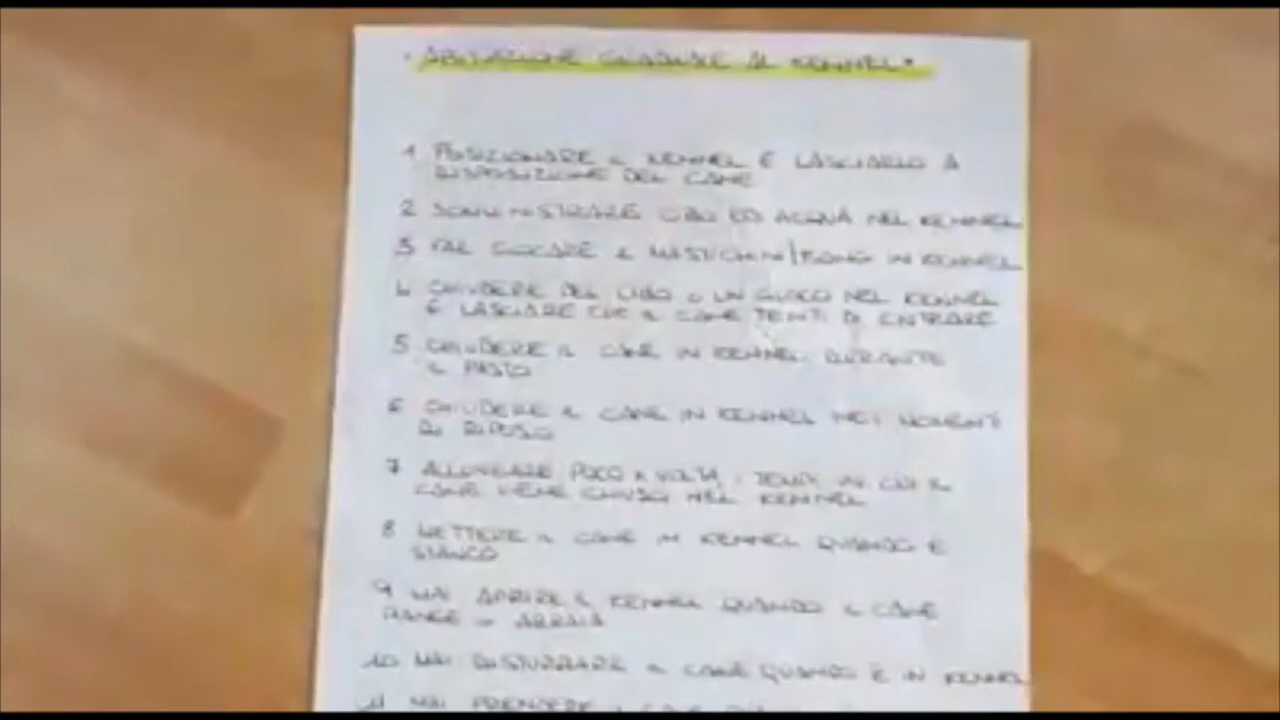 AL KENNEL
1 POSIZIONARE IL KENNEL E LASCIARLO A
DISPOSIZIONE DEL CANE
2 SOMMINISTRARE CIBO ED ACQUA NEL KENNEL
3 FAR GIOCARE IN KENNEL
4 CHIUDERE DEL CIBO O UN GIOCO NEL KENNEL
E LASCIARE CHE IL CANE TENTI DI ENTRARE
5 CHIUDERE IL CANE IN KENNEL DURANTE
IL PASTO
6 CHIUDERE IL CANE IN KENNEL NEI MOMENTI
DI RIPOSO
7 ALLUNGARE POCO X VOLTA I TEMPI IN CUI IL
CANE VIENE CHIUSO NEL KENNEL
8 METTERE IL CANE IN KENNEL QUANDO È
STANCO
9 MAI APRIRE IL KENNEL QUANDO IL CANE
PIANGE O ABBAIA
10 MAI DISTURBARE IL CANE QUANDO È IN KENNEL
11 MAI PRENDERE IL CANE